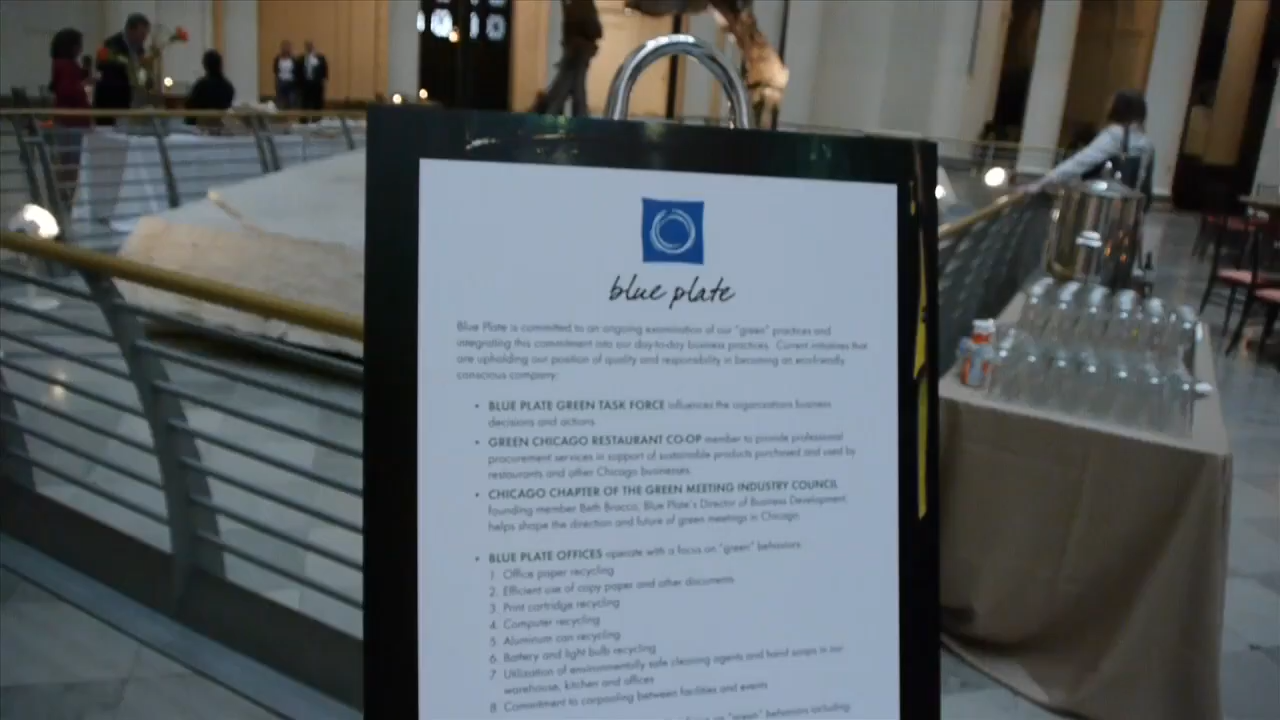 blue plate
Blue Plate is committed to an ongoing examination of our "green" practices and
integrating this commitment into our day-to-day business practices. Current initiatives that
are upholding our position of quality and responsibility in becoming an eco-friendly,
conscious company:
• BLUE PLATE GREEN TASK FORCE influences the organizations business
decisions and actions
• GREEN CHICAGO RESTAURANT CO-OP member to provide professional
procurement services in support of sustainable products purchased and used by
restaurants and other Chicago businesses.
• CHICAGO CHAPTER OF THE GREEN MEETING INDUSTRY COUNCIL
founding member Beth Bracco, Blue Plate's Director of Business Development,
helps shape the direction and future of green meetings in Chicago
• BLUE PLATE OFFICES operate with a focus on "green" behaviors:
1. Office paper recycling
2. Efficient use of copy paper and other documents
3. Print cartridge recycling
4. Computer recycling
5. Aluminum can recycling
6. Battery and light bulb recycling
7. Utilization of environmentally safe cleaning agents and hand soaps in our
warehouse, kitchen and offices
8. Commitment to carpooling between facilities and events
"green" behaviors including